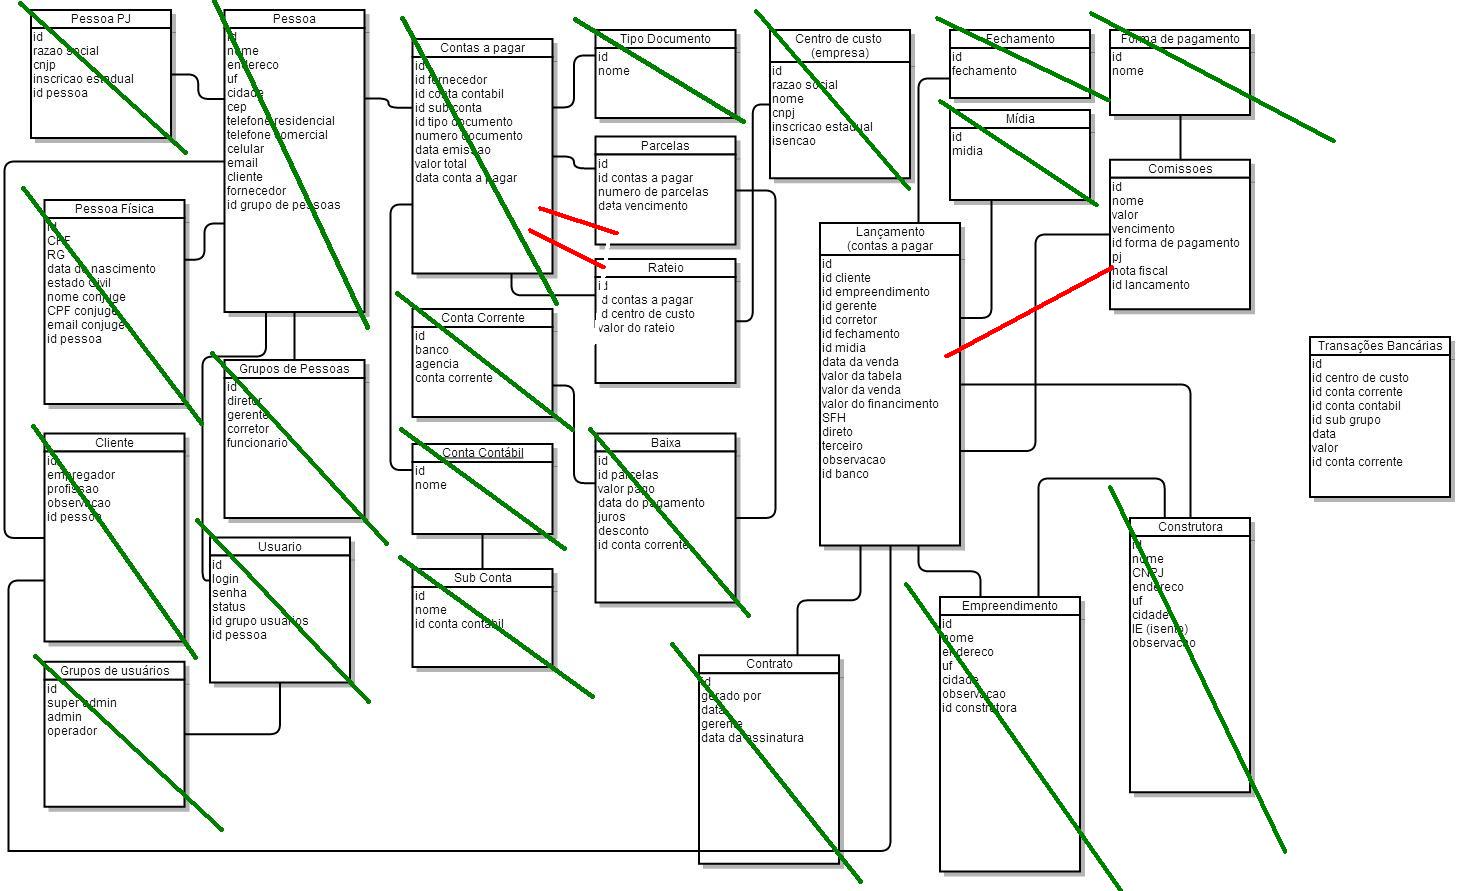 Pessoa PJ
id
razao social
cnjp
inscricao estadual
id pessoa
Pessoa
id
nome
endereco
uf
cidade
cep
telefone residencial
telefone comercial
celular
email
cliente
fornecedor
id grupo de pessoas
Contas a pagar
id
id fornecedor
id conta contabil
id sub conta
id tipo documento
numero documento
data emissao
valor total
data conta a pagar
Tipo Documento
id
nome
Parcelas
id
id contas a pagar
numero de parcelas
data vencimento
Rateio
id
id contas a pagar
id centro de custo
valor do rateio
Centro de custo
(empresa)
id
razao social
nome
cnpj
inscricao estadual
isencao
Fechamento
id
fechamento
Mídia
id
midia
Forma de pagamento
id
nome
Comissoes
id
nome
valor
vencimento
id forma de pagamento
pj
nota fiscal
id lancamento
Pessoa Física
id
CPF
RG
data do nascimento
estado Civil
nome conjuge
CPF conjuge
email conjuge
id pessoa
Grupos de Pessoas
id
diretor
gerente
corretor
funcionario
Conta Corrente
id
banco
agencia
conta corrente
Conta Contábil
id
nome
Sub Conta
id
nome
id conta contabil
Baixa
id
id parcelas
valor pago
data do pagamento
juros
desconto
id conta corrente
Lançamento
(contas a pagar
id
id cliente
id empreendimento
id gerente
id corretor
id fechamento
id midia
data da venda
valor da tabela
valor da venda
valor do financimento
SFH
direto
terceiro
observacao
id banco
Transações Bancárias
id
id centro de custo
id conta corrente
id conta contabil
id sub grupo
data
valor
id conta corrente
Cliente
id
empregador
profissao
observacao
id pessoa
Usuario
id
login
senha
status
id grupo usuarios
id pessoa
Grupos de usuários
id
super admin
admin
operador
Contrato
id
gerado por
data
gerente
data da assinatura
Empreendimento
id
nome
endereco
uf
cidade
observacao
id construtora
Construtora
id
nome
CNPJ
endereco
uf
cidade
IE (isento)
observacao